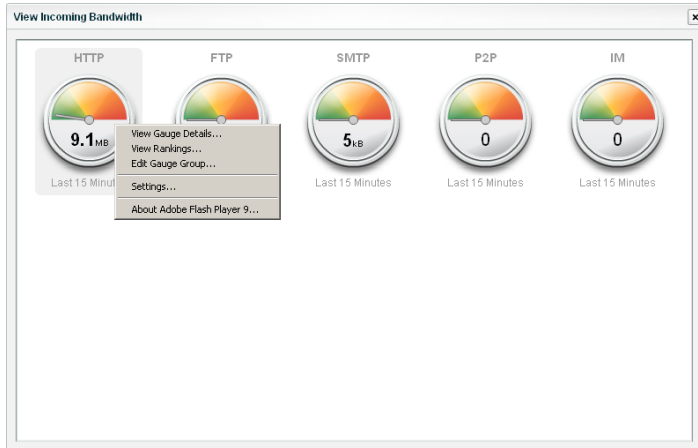 View Incoming Bandwidth
HTTP FTP SMTP P2P IM
9.1MB 5kB 0 0
Last 15 Minut Last 15 Minutes Last 15 Minutes Last 15 Minutes
View Gauge Details...
View Rankings...
Edit Gauge Group...
Settings...
About Adobe Flash Player 9...